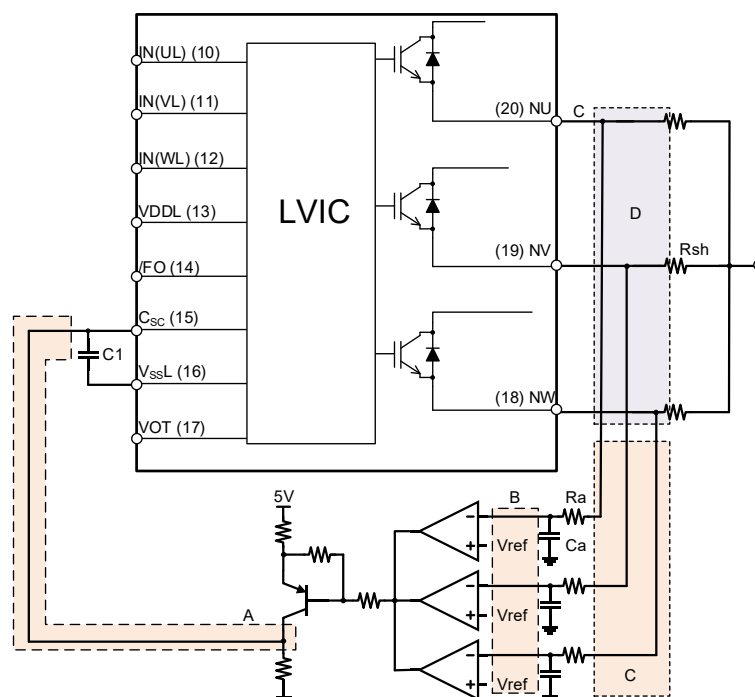 IN(UL) (10)
IN(VL) (11)
IN(WL) (12)
VDDL (13)
/FO (14)
CSC (15)
C1
VSSL (16)
VOT (17)
LVIC
(20) NU
C
D
(19) NV
Rsh
(18) NW
5V
A
B
Ra
Ca
Vref
Vref
Vref
C